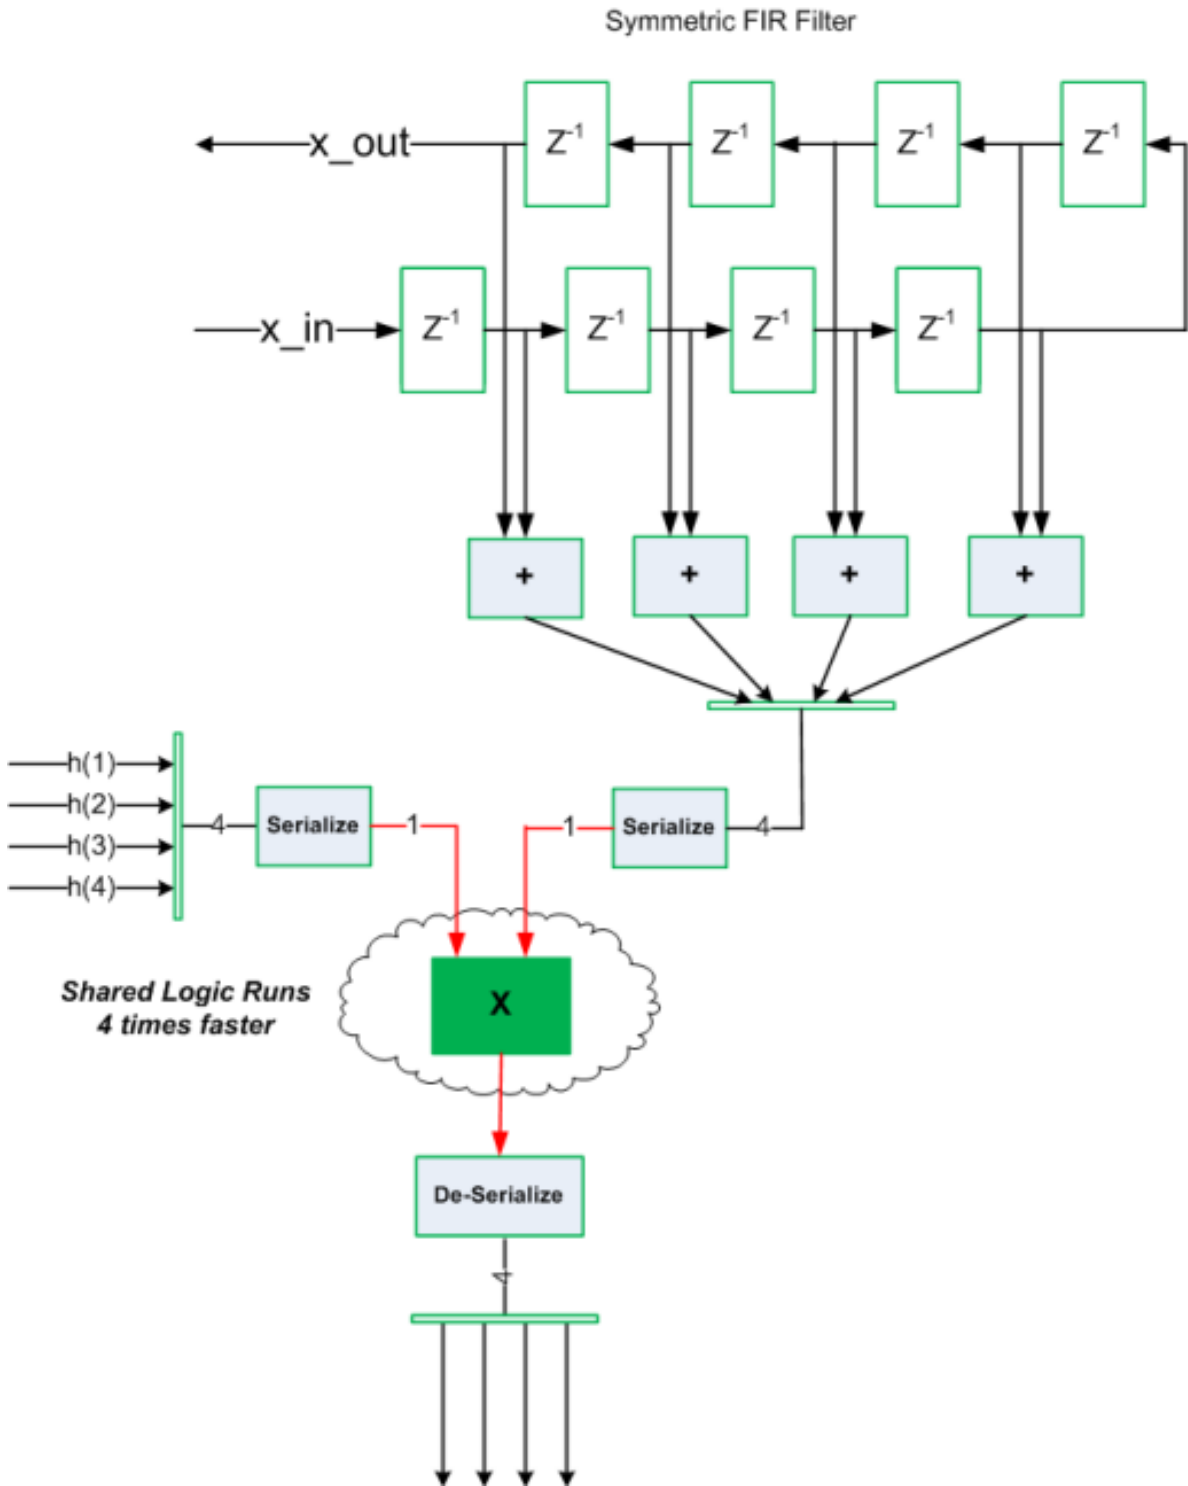 Symmetric FIR Filter
Z⁻¹ Z⁻¹ Z⁻¹ Z⁻¹
x_out
x_in
Z⁻¹ Z⁻¹ Z⁻¹ Z⁻¹
+ + + +
h(1)
h(2)
h(3)
h(4)
4 Serialize 1
1 Serialize 4
Shared Logic Runs
4 times faster
X
De-Serialize
4